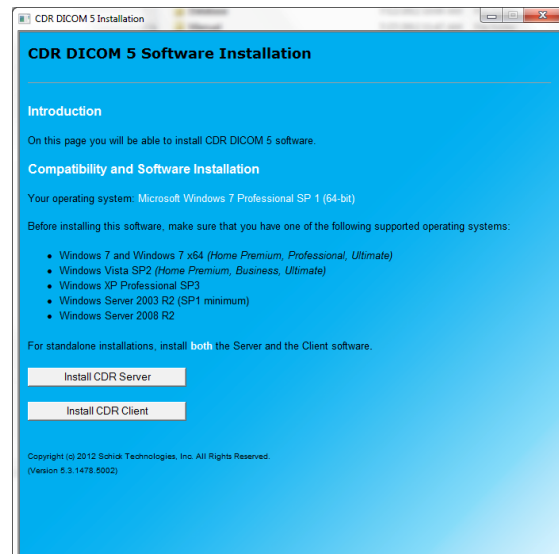 CDR DICOM 5 Installation
CDR DICOM 5 Software Installation
Introduction
On this page you will be able to install CDR DICOM 5 software.
Compatibility and Software Installation
Your operating system: Microsoft Windows 7 Professional SP 1 (64-bit)
Before installing this software, make sure that you have one of the following supported operating systems:
• Windows 7 and Windows 7 x64 (Home Premium, Professional, Ultimate)
• Windows Vista SP2 (Home Premium, Business, Ultimate)
• Windows XP Professional SP3
• Windows Server 2003 R2 (SP1 minimum)
• Windows Server 2008 R2
For standalone installations, install both the Server and the Client software.
Install CDR Server
Install CDR Client
Copyright (c) 2012 Schick Technologies, Inc. All Rights Reserved.
(Version 5.3.1478.5002)